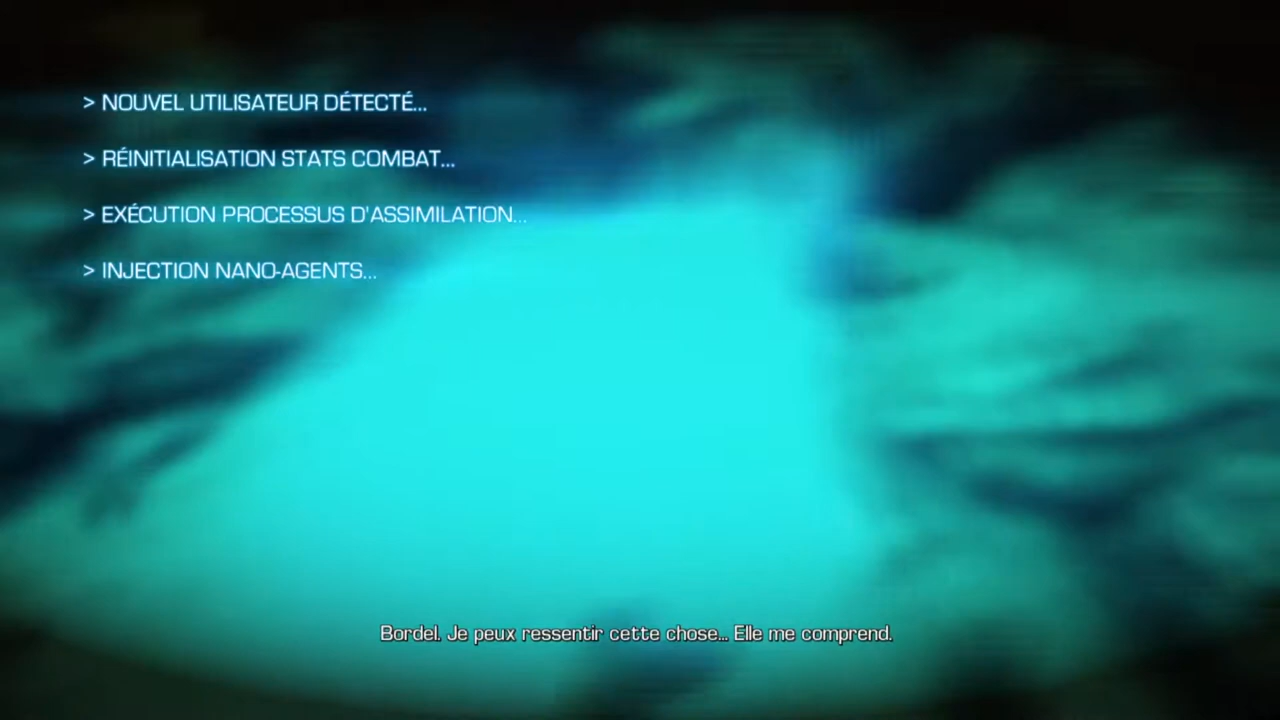 > NOUVEL UTILISATEUR DÉTECTÉ...
> RÉINITIALISATION STATS COMBAT...
> EXÉCUTION PROCESSUS D'ASSIMILATION...
> INJECTION NANO-AGENTS...
Bordel. Je peux ressentir cette chose... Elle me comprend.